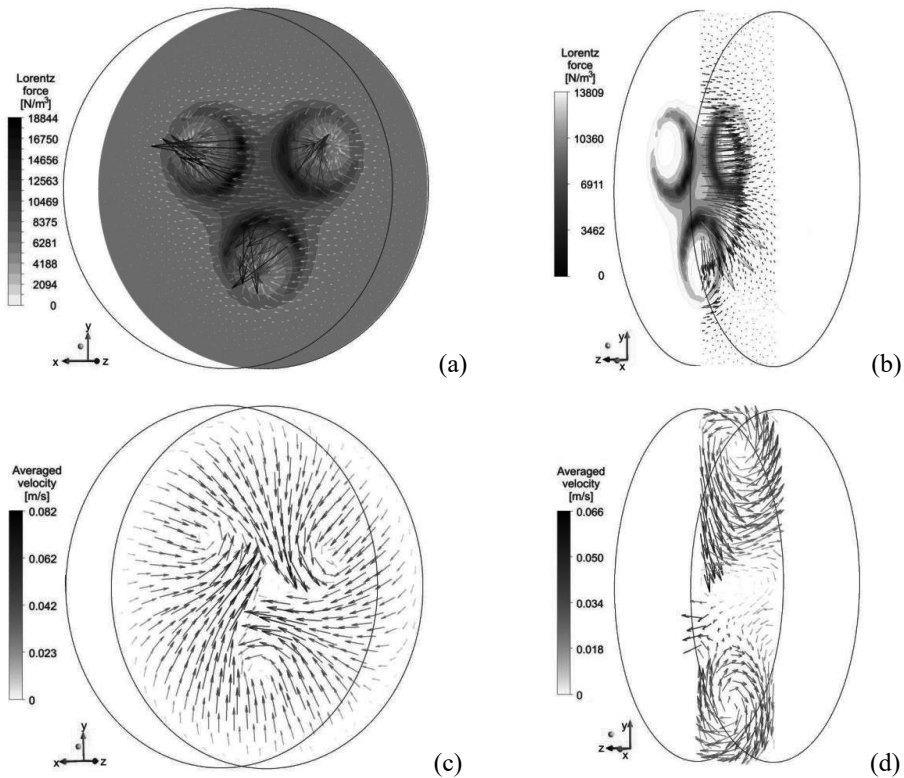 Lorentz
force
[N/m³]
18844
16750
14656
12563
10469
8375
6281
4188
2094
0
y
x
z
(a)
Lorentz
force
[N/m³]
13809
10360
6911
3462
0
y
z
x
(b)
Averaged
velocity
[m/s]
0.082
0.062
0.042
0.023
0
y
x
z
(c)
Averaged
velocity
[m/s]
0.066
0.050
0.034
0.018
0
y
z
x
(d)